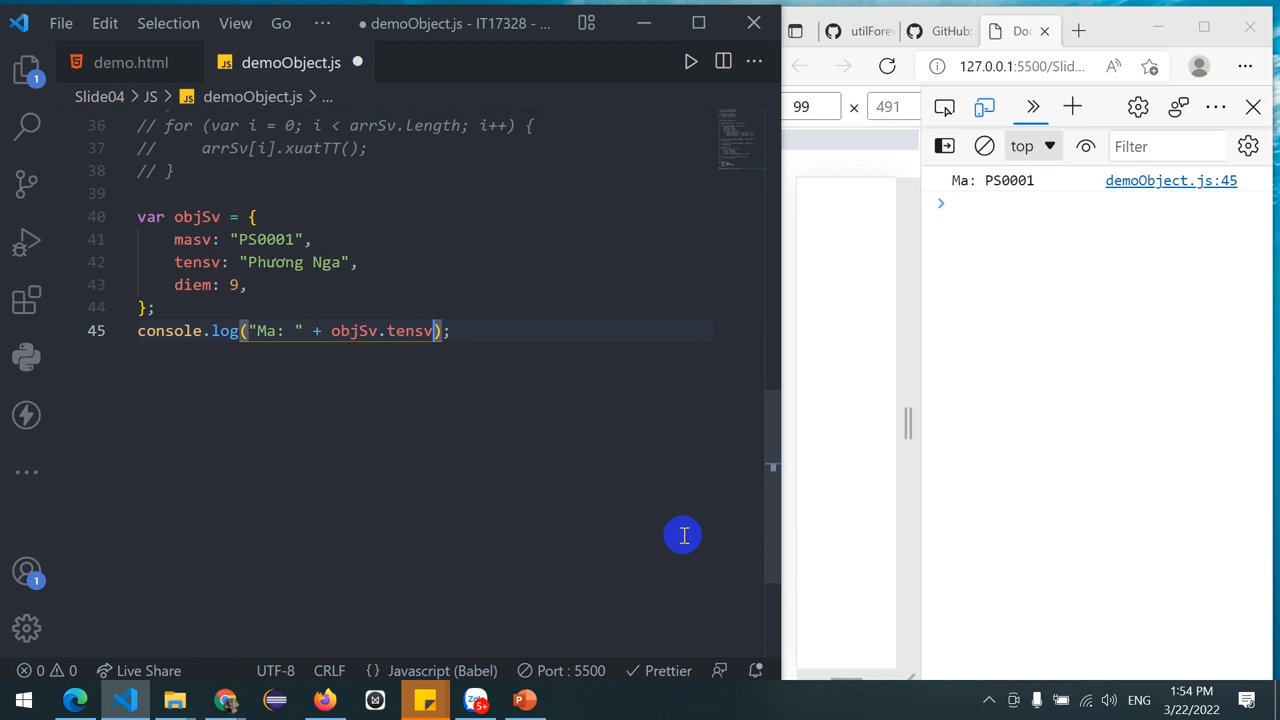 File Edit Selection View Go ··· ● demoObject.js - IT17328 - ...
demo.html demoObject.js ●
Slide04 > JS > demoObject.js > ...
36 // for (var i = 0; i < arrSv.length; i++) {
37 // arrSv[i].xuatTT();
38 // }
39
40 var objSv = {
41 masv: "PS0001",
42 tensv: "Phương Nga",
43 diem: 9,
44 };
45 console.log("Ma: " + objSv.tensv);
1
1
0 0 Live Share UTF-8 CRLF {} Javascript (Babel) Port : 5500 Prettier
GitHub:
127.0.0.1:5500/Slid...
99 × 491
top Filter
Ma: PS0001 demoObject.js:45
5+
ENG
1:54 PM
3/22/2022